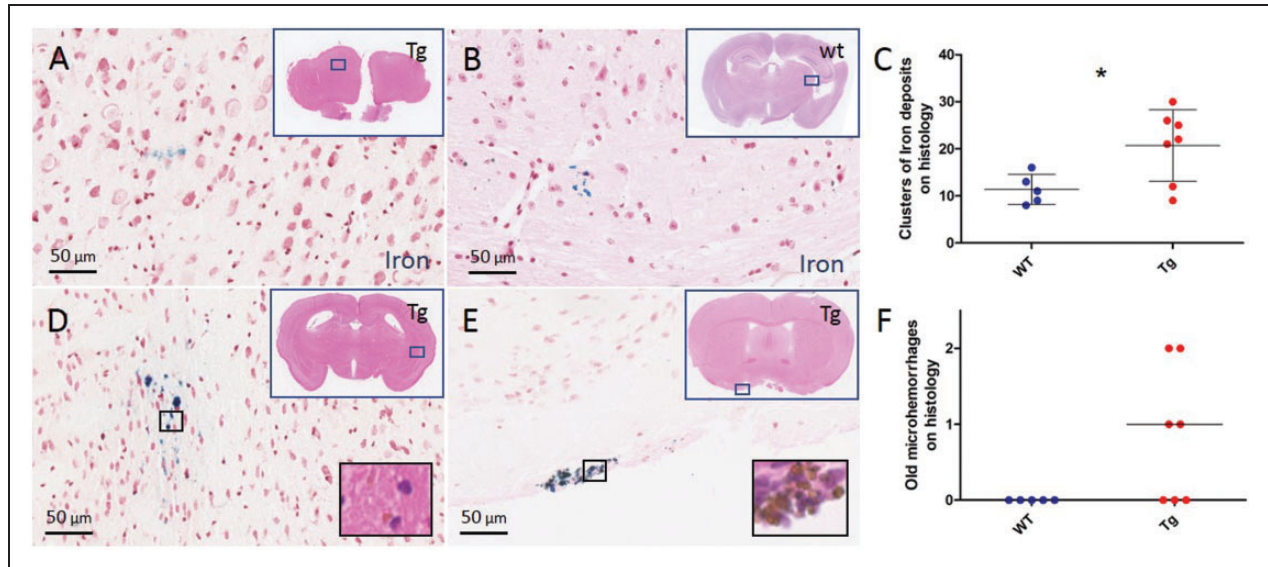 A
Tg
50 µm
Iron
B
wt
50 µm
Iron
C
Clusters of Iron deposits
on histology
40
30
20
10
0
*
WT
Tg
D
Tg
50 µm
E
Tg
50 µm
F
Old microhemorrhages
on histology
2
1
0
WT
Tg